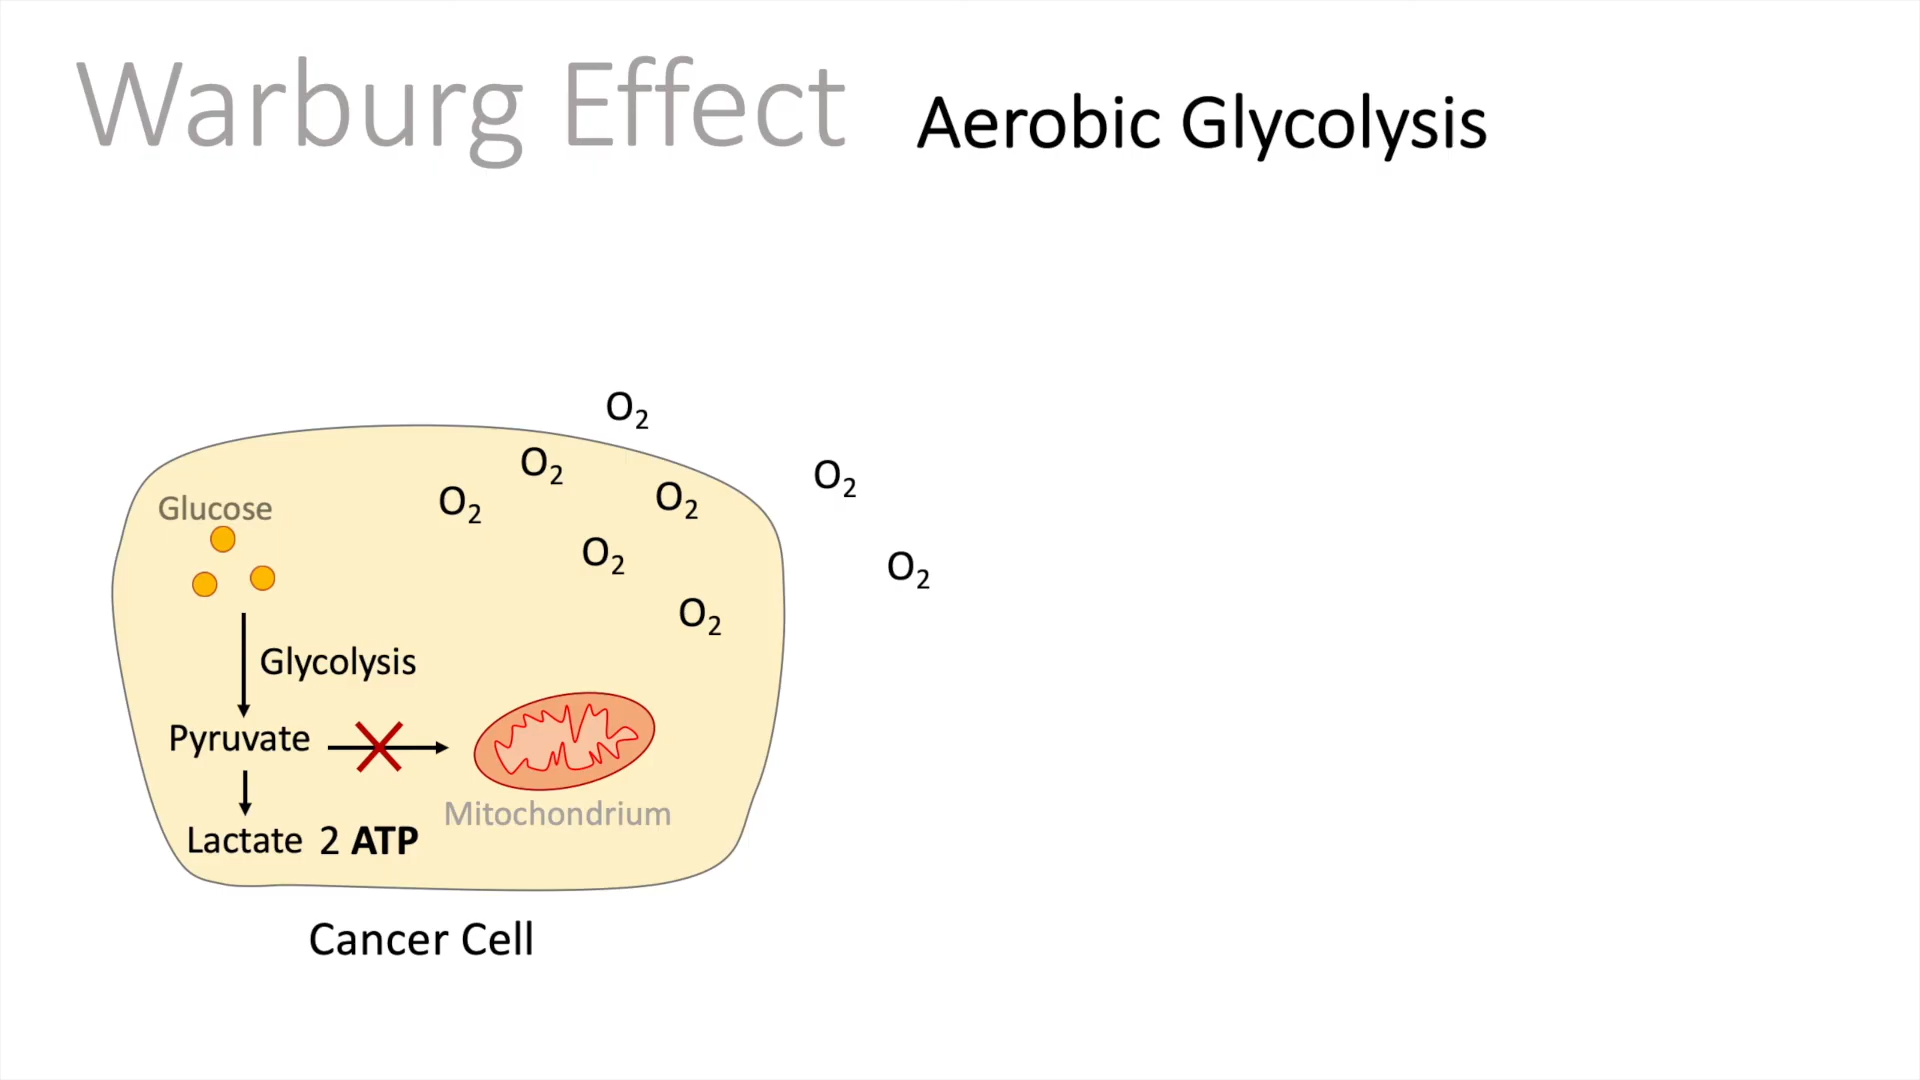 Warburg Effect
Aerobic Glycolysis
O₂
O₂
O₂
O₂
O₂
Glucose
O₂
O₂
O₂
Glycolysis
Pyruvate
Mitochondrium
Lactate 2 ATP
Cancer Cell